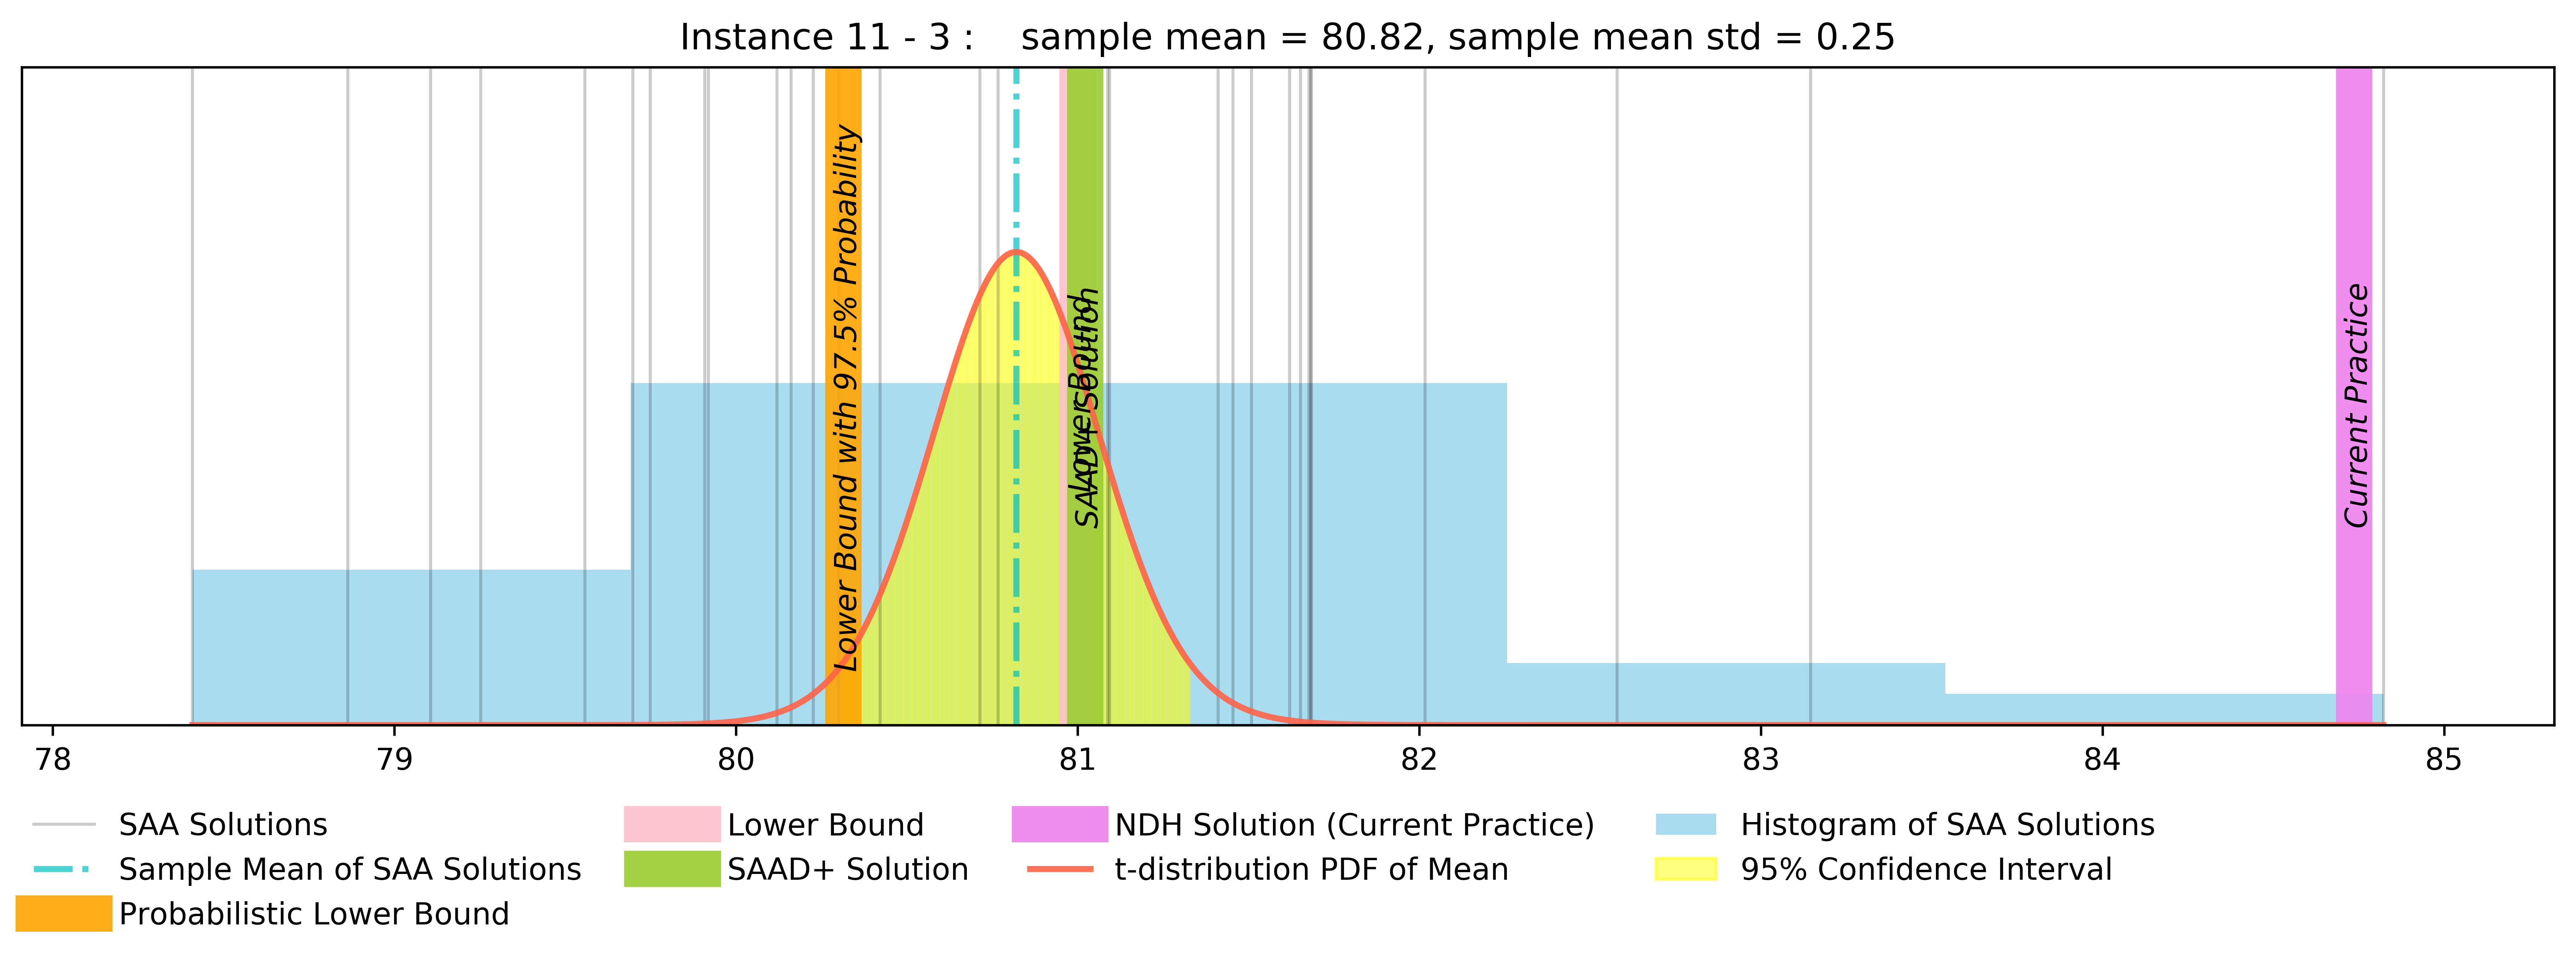 Instance 11 - 3 :    sample mean = 80.82, sample mean std = 0.25
Lower Bound with 97.5% Probability
Lower Bound
SAAD+ Solution
Current Practice
78 79 80 81 82 83 84 85
SAA Solutions
Sample Mean of SAA Solutions
Probabilistic Lower Bound
Lower Bound
SAAD+ Solution
NDH Solution (Current Practice)
t-distribution PDF of Mean
Histogram of SAA Solutions
95% Confidence Interval